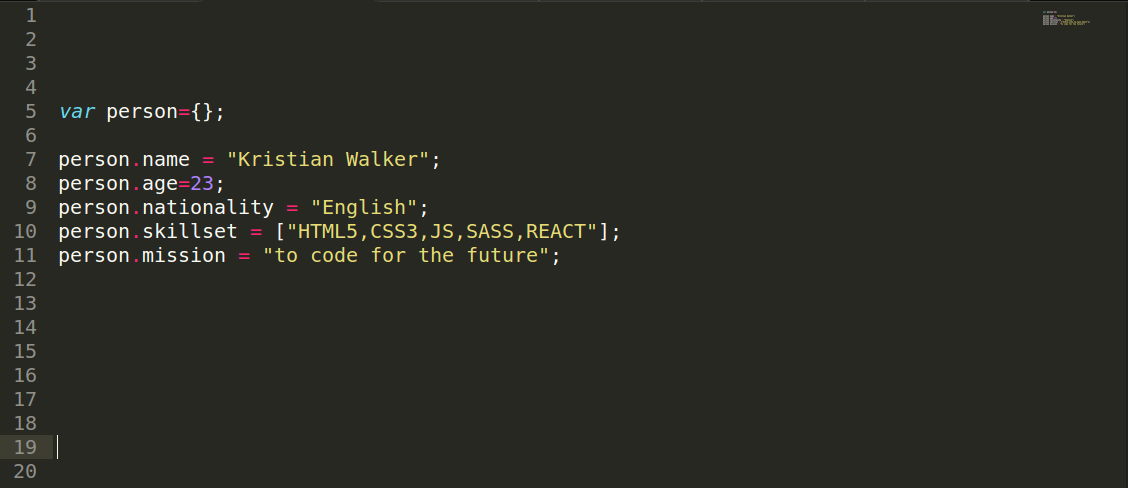 1
2
3
4
5 var person={};
6
7 person.name = "Kristian Walker";
8 person.age=23;
9 person.nationality = "English";
10 person.skillset = ["HTML5,CSS3,JS,SASS,REACT"];
11 person.mission = "to code for the future";
12
13
14
15
16
17
18
19
20